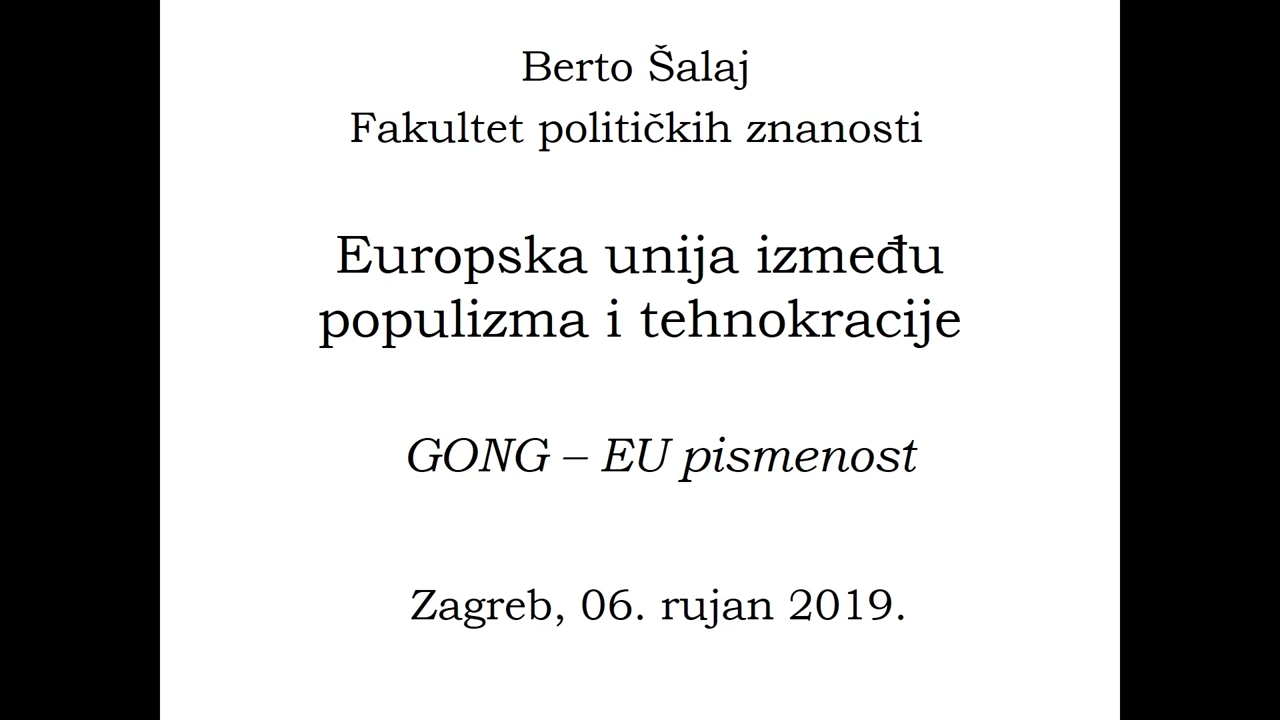 Berto Šalaj
Fakultet političkih znanosti
Europska unija između
populizma i tehnokracije
GONG – EU pismenost
Zagreb, 06. rujan 2019.